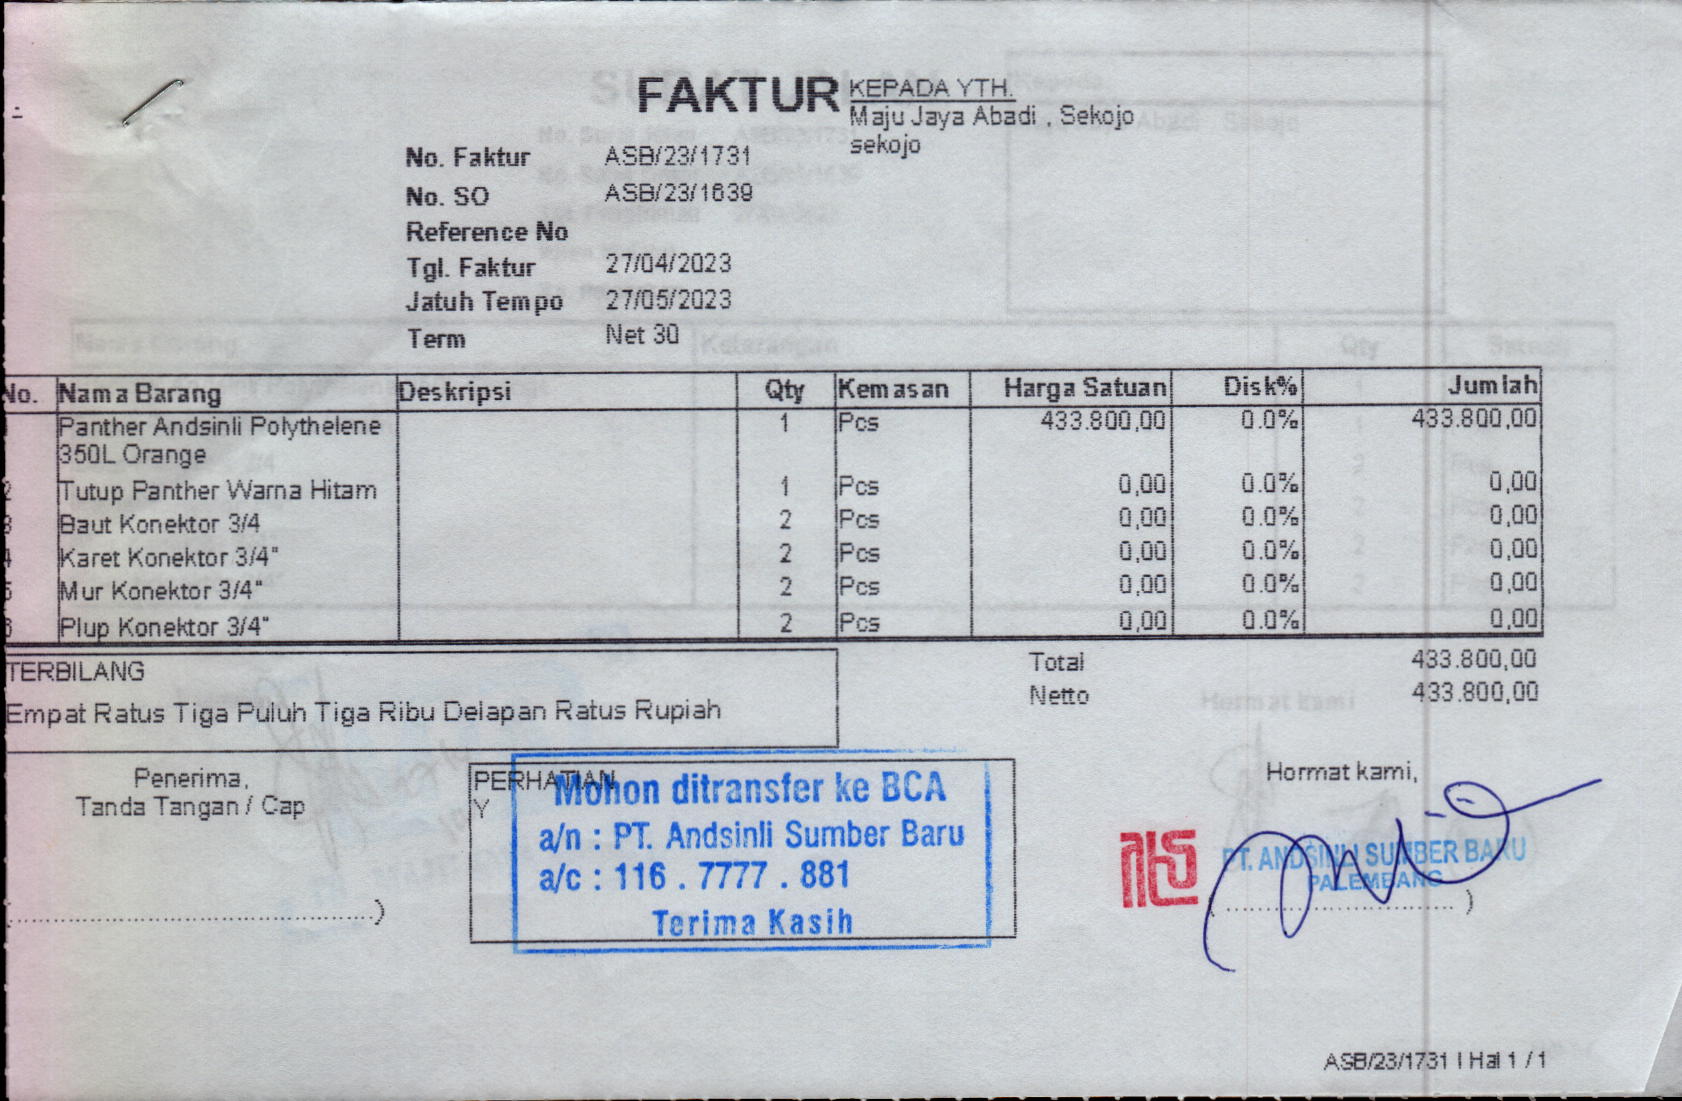 FAKTUR
KEPADA YTH.
Maju Jaya Abadi , Sekojo
sekojo
No. Faktur ASB/23/1731
No. SO ASB/23/1639
Reference No
Tgl. Faktur 27/04/2023
Jatuh Tempo 27/05/2023
Term Net 30
No. Nama Barang Deskripsi Qty Kemasan Harga Satuan Disk% Jumlah
Panther Andsinli Polythelene 1 Pcs 433.800,00 0.0% 433.800,00
350L Orange
2 Tutup Panther Warna Hitam 1 Pcs 0,00 0.0% 0,00
3 Baut Konektor 3/4 2 Pcs 0,00 0.0% 0,00
4 Karet Konektor 3/4" 2 Pcs 0,00 0.0% 0,00
5 Mur Konektor 3/4" 2 Pcs 0,00 0.0% 0,00
6 Plup Konektor 3/4" 2 Pcs 0,00 0.0% 0,00
TERBILANG
Empat Ratus Tiga Puluh Tiga Ribu Delapan Ratus Rupiah
Total 433.800,00
Netto 433.800,00
Penerima,
Tanda Tangan / Cap
PERHATIAN
Y
Mohon ditransfer ke BCA
a/n : PT. Andsinli Sumber Baru
a/c : 116 . 7777 . 881
Terima Kasih
Hormat kami,
PT. ANDSINLI SUMBER BARU
PALEMBANG
ASB/23/1731 | Hal 1 / 1